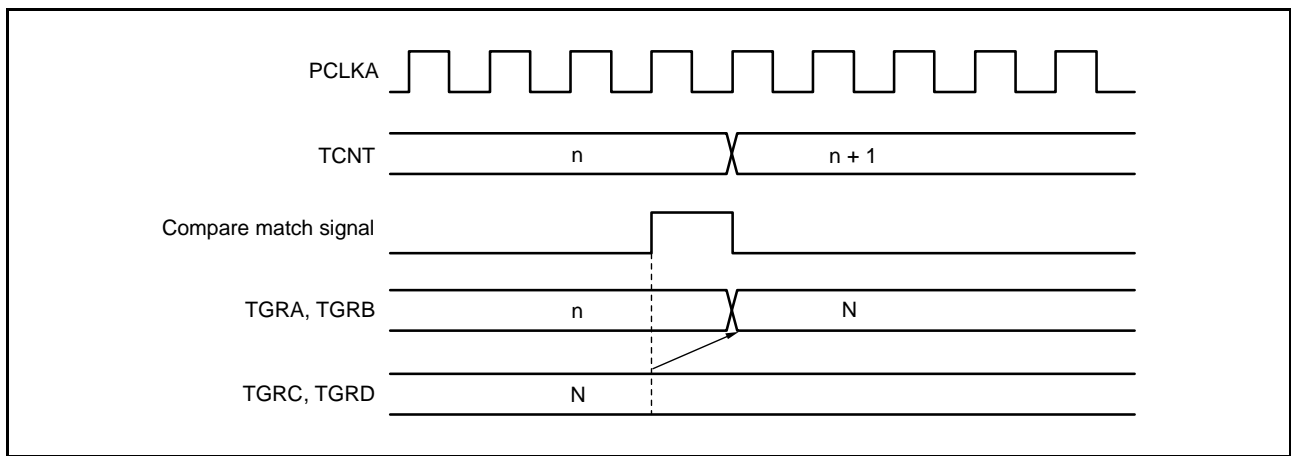 PCLKA
TCNT n n + 1
Compare match signal
TGRA, TGRB n N
TGRC, TGRD N